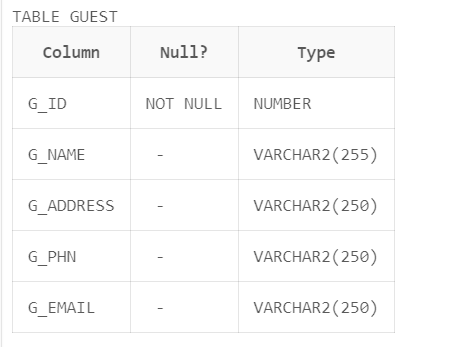 TABLE GUEST
Column Null? Type
G_ID NOT NULL NUMBER
G_NAME - VARCHAR2(255)
G_ADDRESS - VARCHAR2(250)
G_PHN - VARCHAR2(250)
G_EMAIL - VARCHAR2(250)